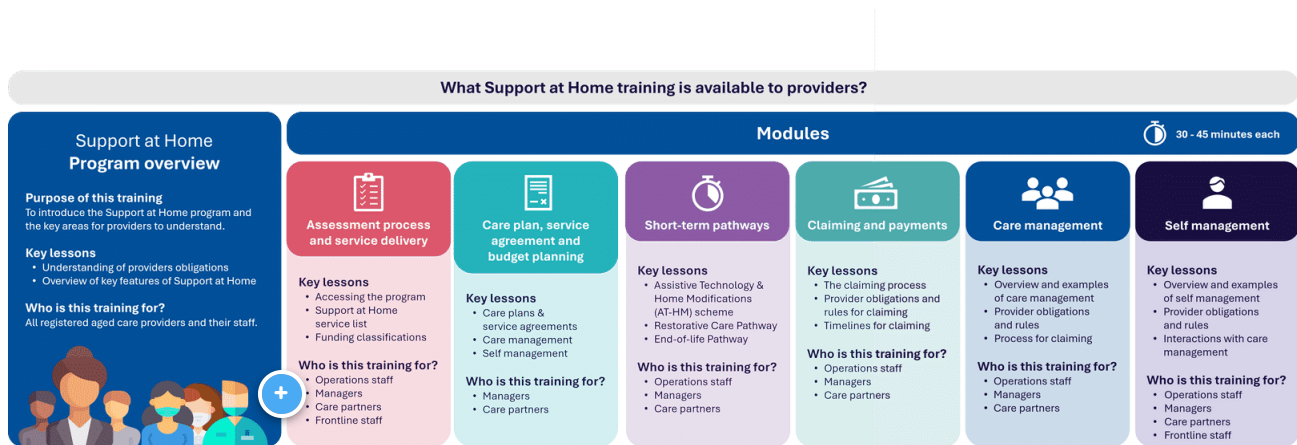 What Support at Home training is available to providers?
Support at Home
Program overview
Purpose of this training
To introduce the Support at Home program and
the key areas for providers to understand.
Key lessons
• Understanding of providers obligations
• Overview of key features of Support at Home
Who is this training for?
All registered aged care providers and their staff.
Modules
30 - 45 minutes each
Assessment process
and service delivery
Key lessons
• Accessing the program
• Support at Home
service list
• Funding classifications
Who is this training for?
• Operations staff
• Managers
• Care partners
• Frontline staff
Care plan, service
agreement and
budget planning
Key lessons
• Care plans &
service agreements
• Care management
• Self management
Who is this training for?
• Managers
• Care partners
Short-term pathways
Key lessons
• Assistive Technology &
Home Modifications
(AT-HM) scheme
• Restorative Care Pathway
• End-of-life Pathway
Who is this training for?
• Operations staff
• Managers
• Care partners
Claiming and payments
Key lessons
• The claiming process
• Provider obligations and
rules for claiming
• Timelines for claiming
Who is this training for?
• Operations staff
• Managers
• Care partners
Care management
Key lessons
• Overview and examples
of care management
• Provider obligations
and rules
• Process for claiming
Who is this training for?
• Operations staff
• Managers
• Care partners
Self management
Key lessons
• Overview and examples
of self management
• Provider obligations
and rules
• Interactions with care
management
Who is this training for?
• Operations staff
• Managers
• Care partners
• Frontline staff